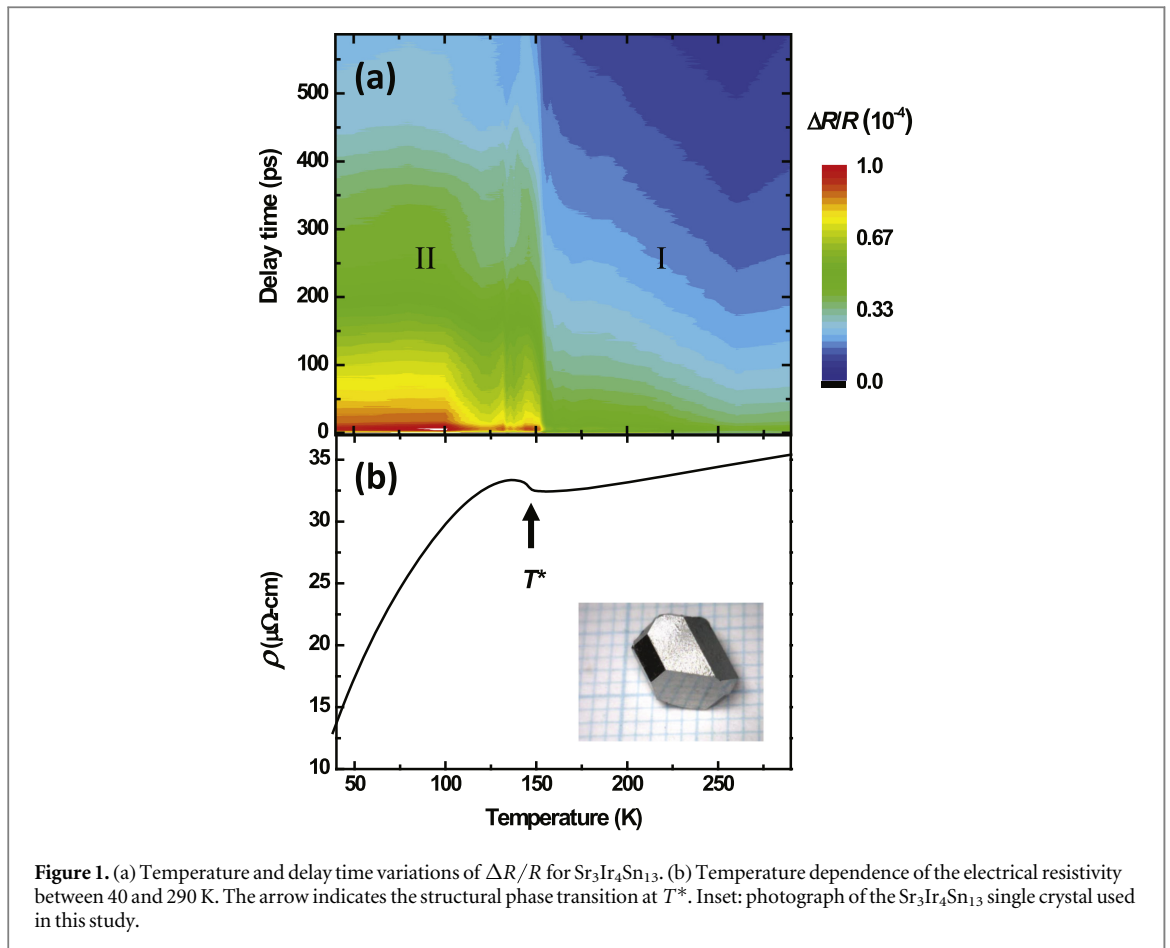 (a)
500
400
300
200
100
0
Delay time (ps)
II
I
ΔR/R (10⁻⁴)
1.0
0.67
0.33
0.0
(b)
35
30
25
20
15
10
ρ (μΩ-cm)
T*
50
100
150
200
250
Temperature (K)
Figure 1. (a) Temperature and delay time variations of ΔR/R for Sr₃Ir₄Sn₁₃. (b) Temperature dependence of the electrical resistivity
between 40 and 290 K. The arrow indicates the structural phase transition at T*. Inset: photograph of the Sr₃Ir₄Sn₁₃ single crystal used
in this study.